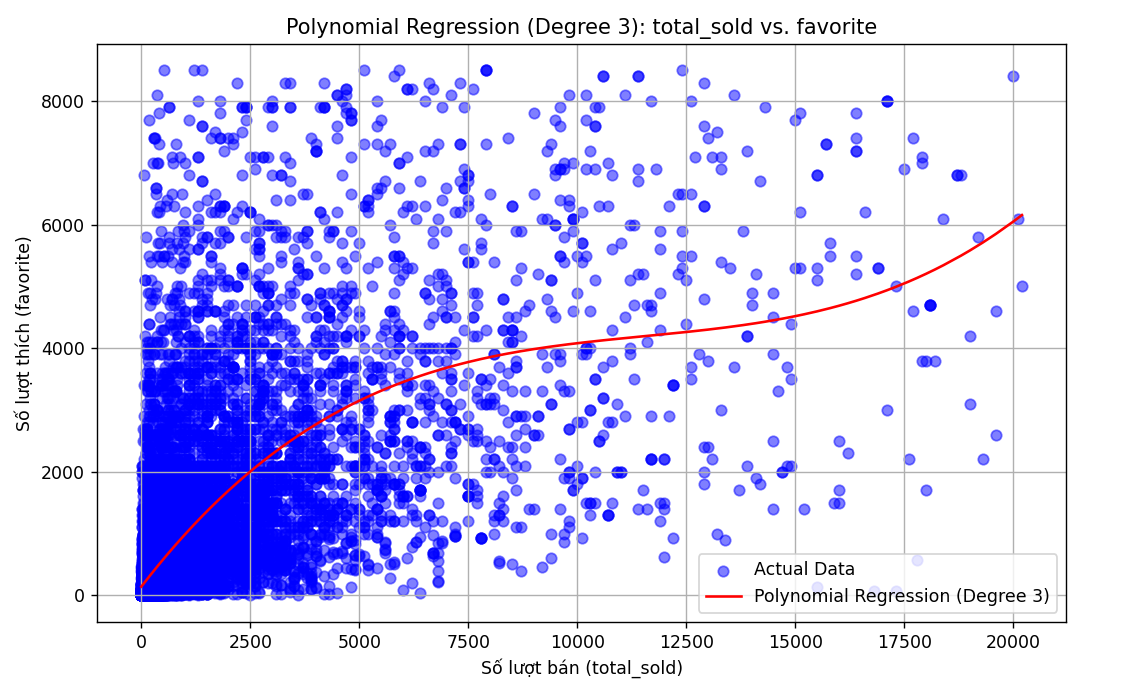 Polynomial Regression (Degree 3): total_sold vs. favorite
Số lượt thích (favorite)
8000
6000
4000
2000
0
Actual Data
Polynomial Regression (Degree 3)
0 2500 5000 7500 10000 12500 15000 17500 20000
Số lượt bán (total_sold)